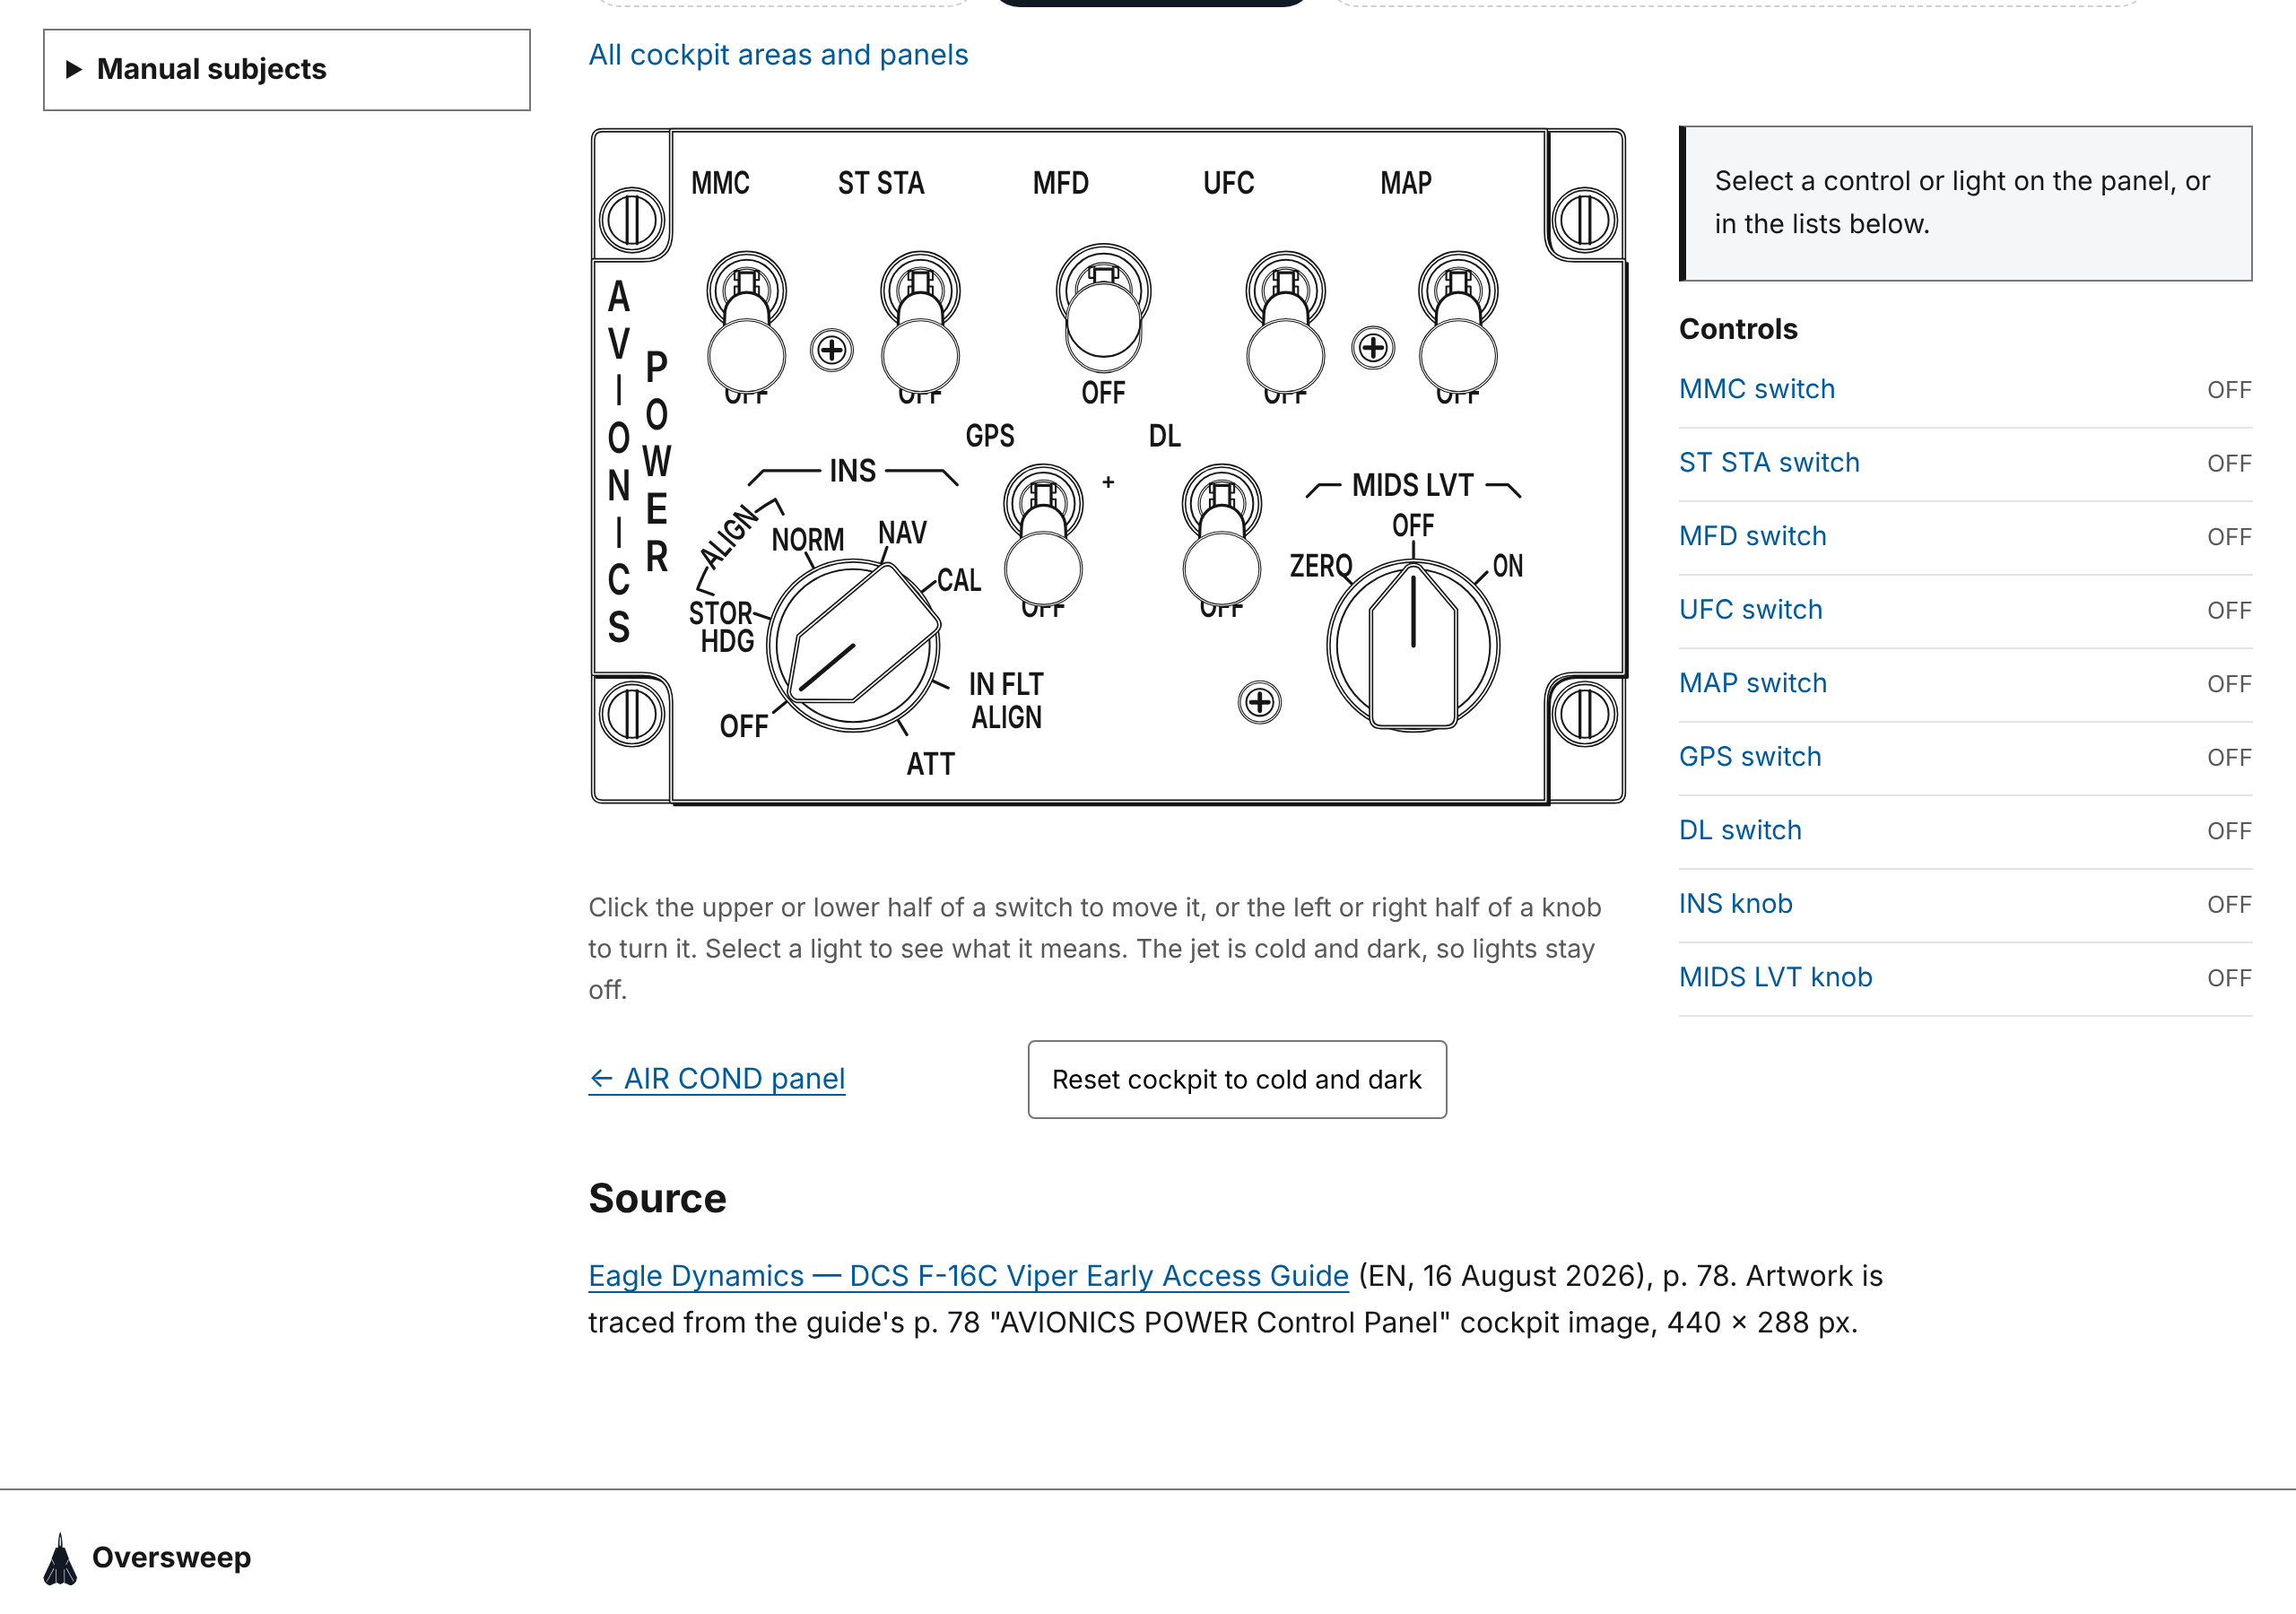 Manual subjects
All cockpit areas and panels
MMC ST STA MFD UFC MAP
AVIONICS
POWER
OFF OFF OFF OFF OFF
GPS DL
INS
MIDS LVT
ALIGN
NORM NAV
OFF
ZERO ON
CAL
STOR
HDG
OFF OFF
IN FLT
ALIGN
OFF
ATT
Select a control or light on the panel, or
in the lists below.
Controls
MMC switch OFF
ST STA switch OFF
MFD switch OFF
UFC switch OFF
MAP switch OFF
GPS switch OFF
DL switch OFF
INS knob OFF
MIDS LVT knob OFF
Click the upper or lower half of a switch to move it, or the left or right half of a knob
to turn it. Select a light to see what it means. The jet is cold and dark, so lights stay
off.
← AIR COND panel
Reset cockpit to cold and dark
Source
Eagle Dynamics — DCS F-16C Viper Early Access Guide (EN, 16 August 2026), p. 78. Artwork is
traced from the guide's p. 78 "AVIONICS POWER Control Panel" cockpit image, 440 × 288 px.
Oversweep